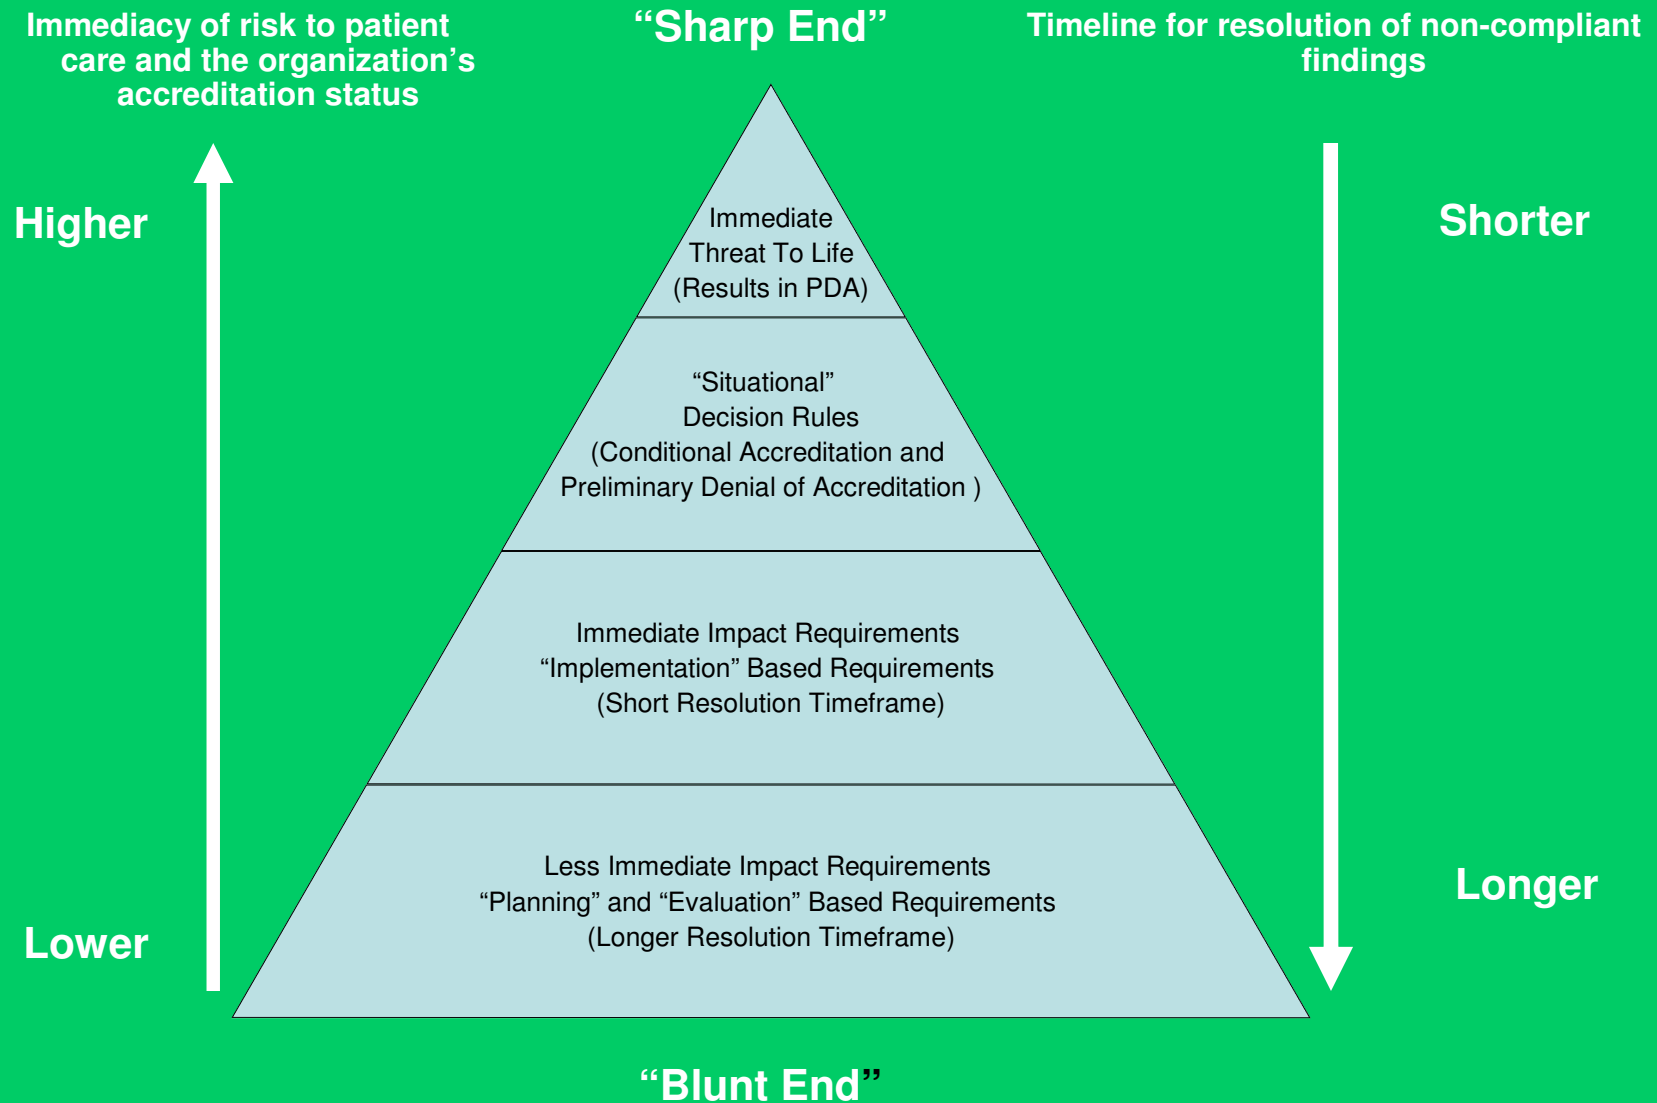 Immediacy of risk to patient
care and the organization’s
accreditation status
“Sharp End”
Timeline for resolution of non-compliant
findings
Higher
Shorter
Immediate
Threat To Life
(Results in PDA)
“Situational”
Decision Rules
(Conditional Accreditation and
Preliminary Denial of Accreditation )
Immediate Impact Requirements
“Implementation” Based Requirements
(Short Resolution Timeframe)
Less Immediate Impact Requirements
“Planning” and “Evaluation” Based Requirements
(Longer Resolution Timeframe)
Lower
Longer
“Blunt End”